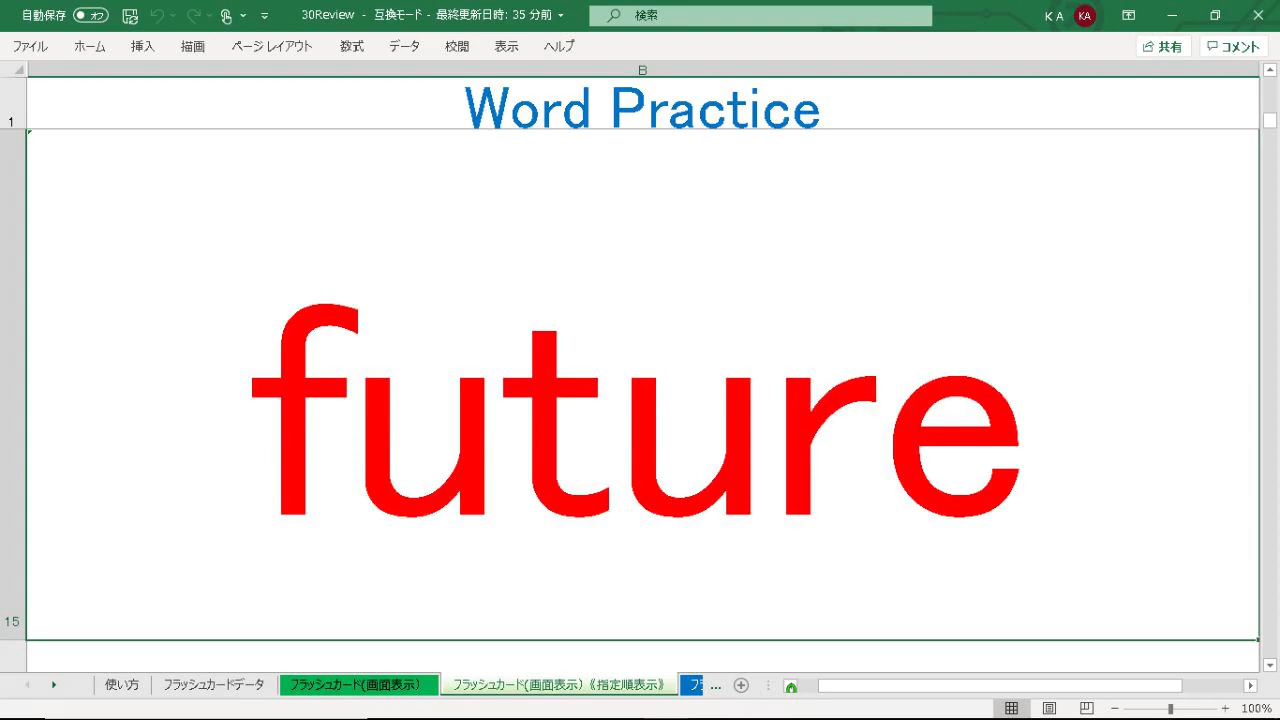 自動保存 オフ 30Review - 互換モード - 最終更新日時: 35 分前 検索 K A KA
ファイル ホーム 挿入 描画 ページ レイアウト 数式 データ 校閲 表示 ヘルプ 共有 コメント
B
1 Word Practice
future
15
使い方 フラッシュカードデータ フラッシュカード(画面表示) フラッシュカード(画面表示)《指定順表示》 フラ ...
100%